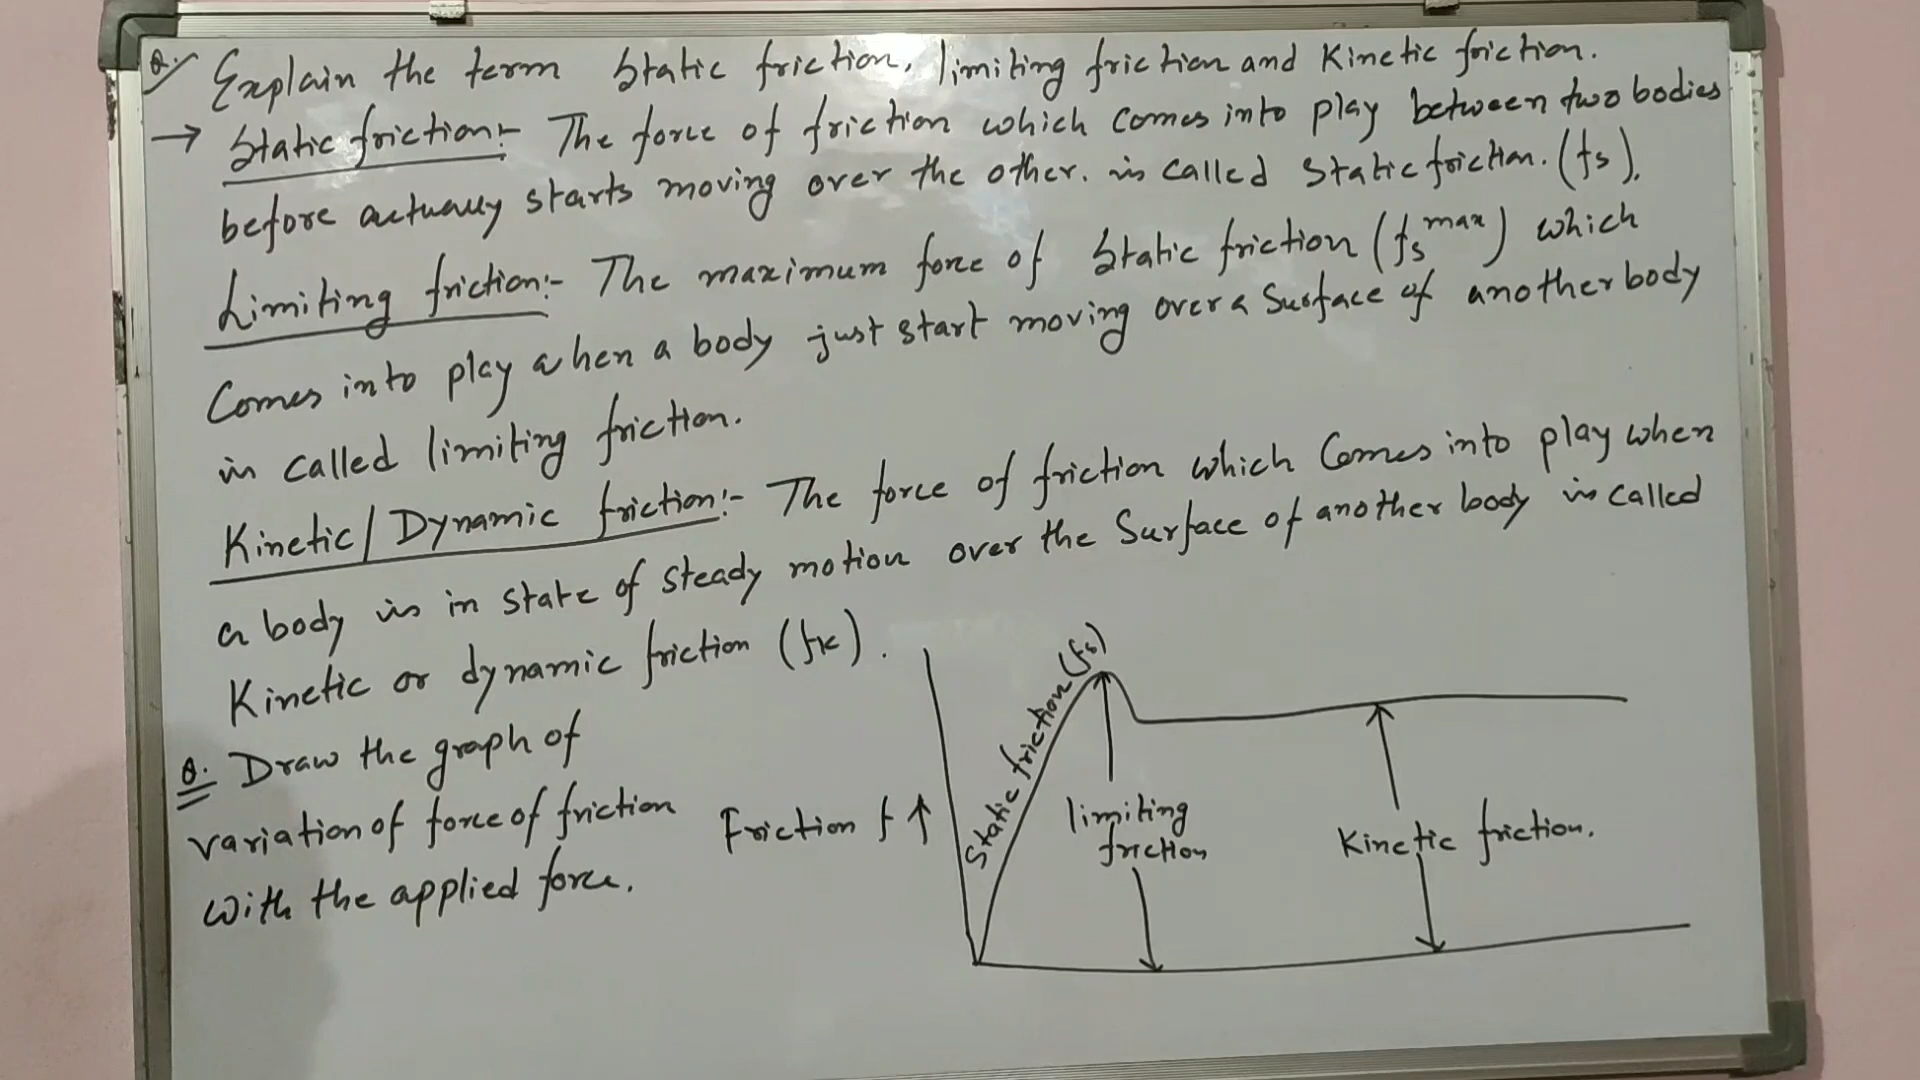 Q. Explain the term Static friction, limiting friction and Kinetic friction.
→ Static friction:- The force of friction which comes into play between two bodies
before actually starts moving over the other. is called Static friction. (fs).
Limiting friction:- The maximum force of Static friction (fs max) which
Comes into play when a body just start moving over a Surface of another body
is called limiting friction.
Kinetic/Dynamic friction:- The force of friction which Comes into play when
a body is in state of steady motion over the Surface of another body is called
Kinetic or dynamic friction (fk).
Q. Draw the graph of
variation of force of friction
with the applied force.
Friction f ↑
Static friction (fs)
limiting
friction
Kinetic friction.